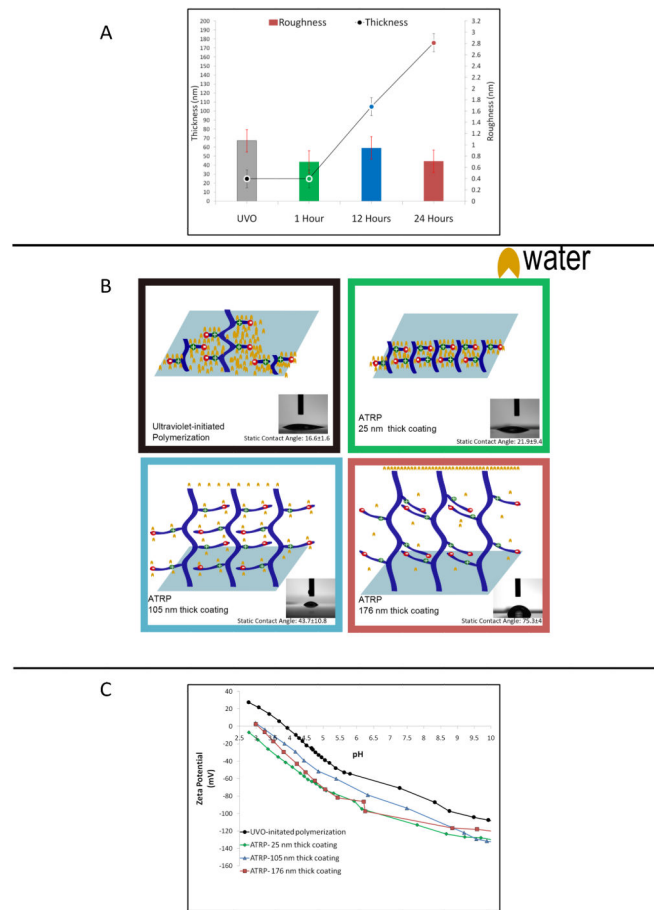 A
Roughness
Thickness
Thickness (nm)
200
190
180
170
160
150
140
130
120
110
100
90
80
70
60
50
40
30
20
10
0
3.2
3
2.8
2.6
2.4
2.2
2
1.8
1.6
1.4
1.2
1
0.8
0.6
0.4
0.2
0
Roughness (nm)
UVO 1 Hour 12 Hours 24 Hours
B
water
Ultraviolet-initiated
Polymerization
Static Contact Angle: 16.6±1.6
ATRP
25 nm thick coating
Static Contact Angle: 21.9±9.4
ATRP
105 nm thick coating
Static Contact Angle: 43.7±10.8
ATRP
176 nm thick coating
Static Contact Angle: 75.3±4
C
Zeta Potential
(mV)
40
20
0
-20
-40
-60
-80
-100
-120
-140
-160
2.5 3 3.5 4 4.5 5 5.5 6 6.5 7 7.5 8 8.5 9 9.5 10
pH
UVO-initated polymerization
ATRP- 25 nm thick coating
ATRP-105 nm thick coating
ATRP- 176 nm thick coating